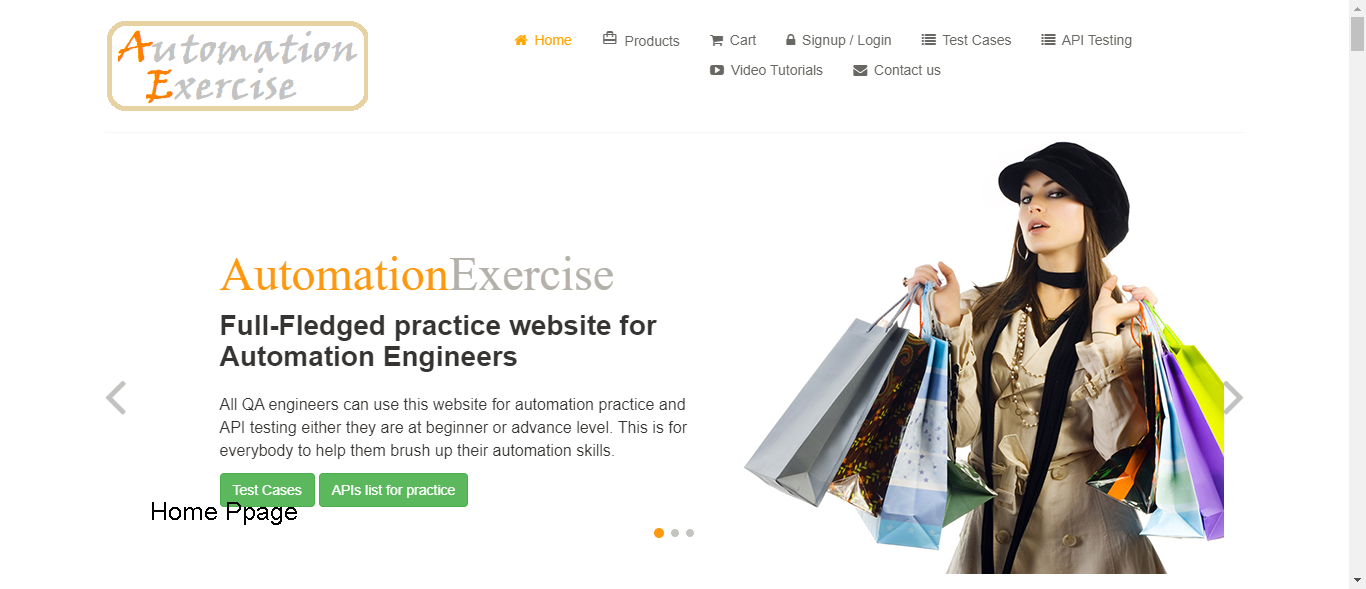 Automation
Exercise
Home Products Cart Signup / Login Test Cases API Testing
Video Tutorials Contact us
AutomationExercise
Full-Fledged practice website for
Automation Engineers
All QA engineers can use this website for automation practice and
API testing either they are at beginner or advance level. This is for
everybody to help them brush up their automation skills.
Test Cases APIs list for practice
Home Ppage